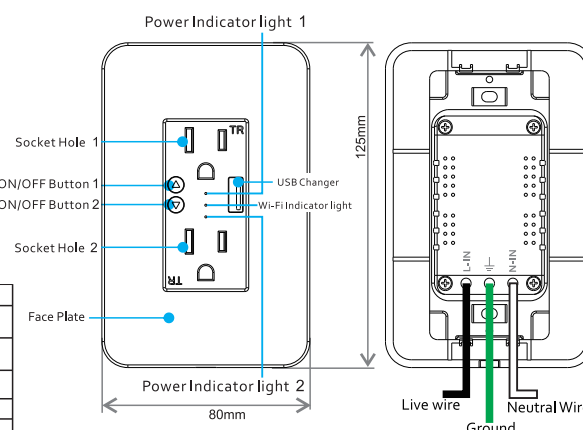 Power Indicator light 1
TR
Socket Hole 1
ON/OFF Button 1
USB Changer
ON/OFF Button 2
Wi-Fi Indicator light
Socket Hole 2
TR
Face Plate
Power Indicator light 2
80mm
125mm
L-IN
N-IN
Live wire
Neutral Wir
Ground